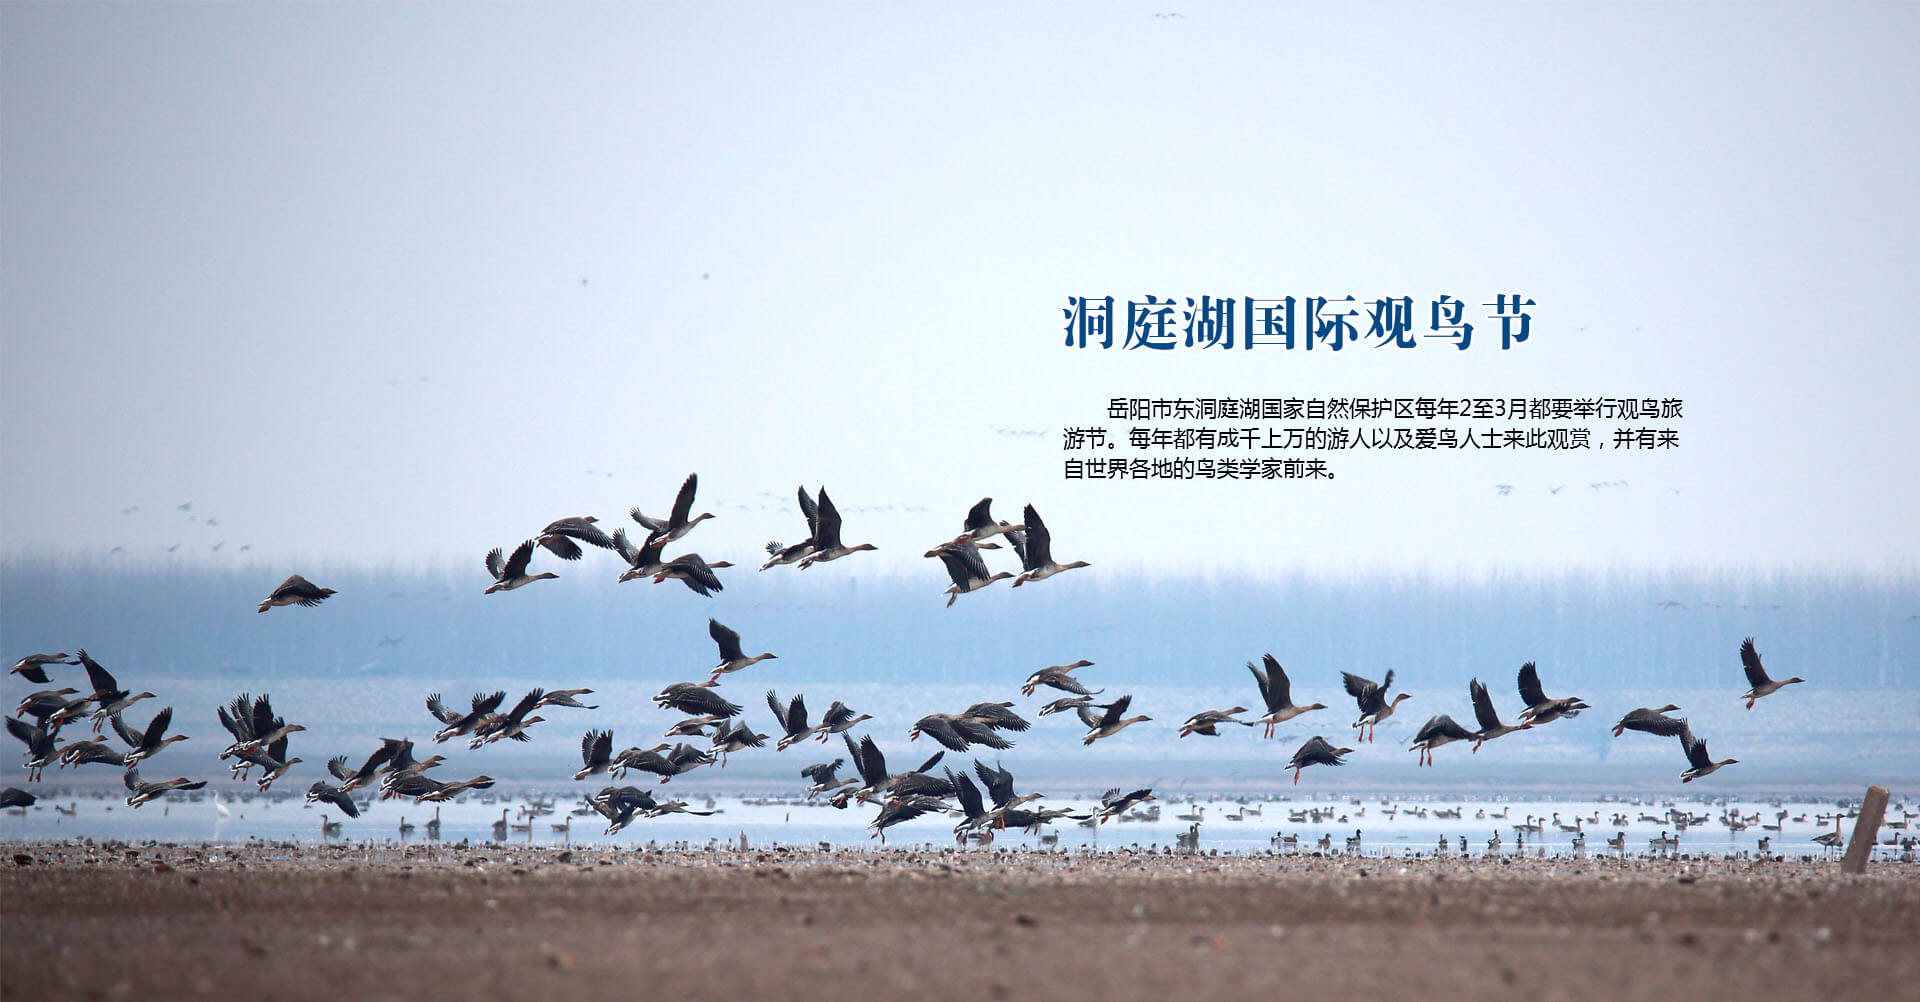 洞庭湖国际观鸟节
岳阳市东洞庭湖国家自然保护区每年2至3月都要举行观鸟旅
游节。每年都有成千上万的游人以及爱鸟人士来此观赏，并有来
自世界各地的鸟类学家前来。